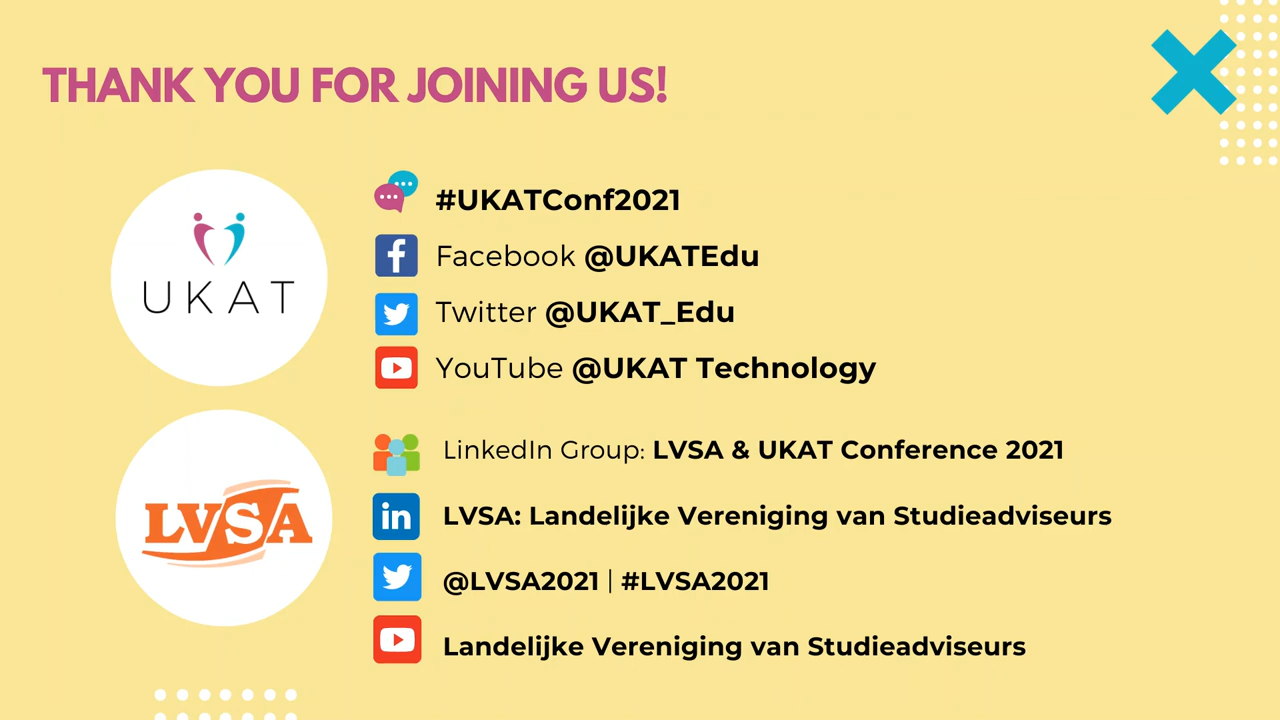 THANK YOU FOR JOINING US!
UKAT
#UKATConf2021
Facebook @UKATEdu
Twitter @UKAT_Edu
YouTube @UKAT Technology
LVSA
LinkedIn Group: LVSA & UKAT Conference 2021
in
LVSA: Landelijke Vereniging van Studieadviseurs
@LVSA2021 | #LVSA2021
Landelijke Vereniging van Studieadviseurs